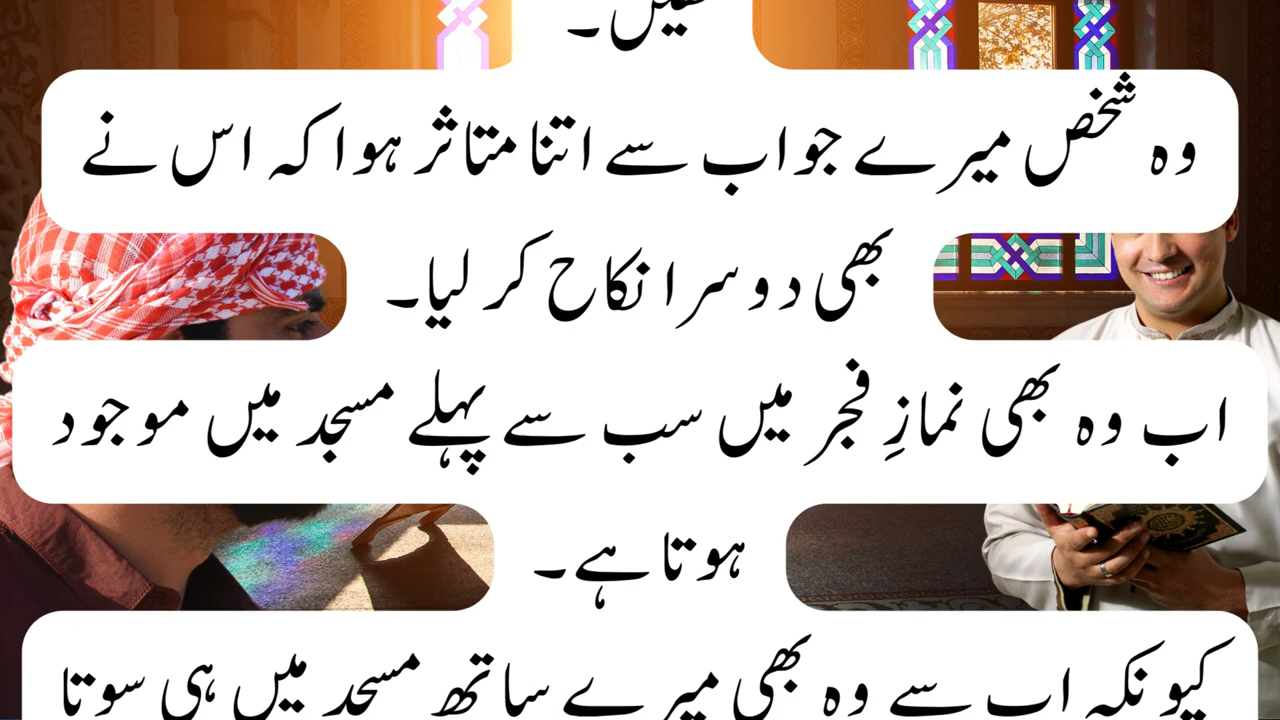 وہ شخص میرے جواب سے اتنا متاثر ہوا کہ اس نے
بھی دوسرا نکاح کر لیا۔
اب وہ بھی نمازِ فجر میں سب سے پہلے مسجد میں موجود
ہوتا ہے۔
کیونکہ اب سے وہ بھی میرے ساتھ مسجد میں ہی سوتا